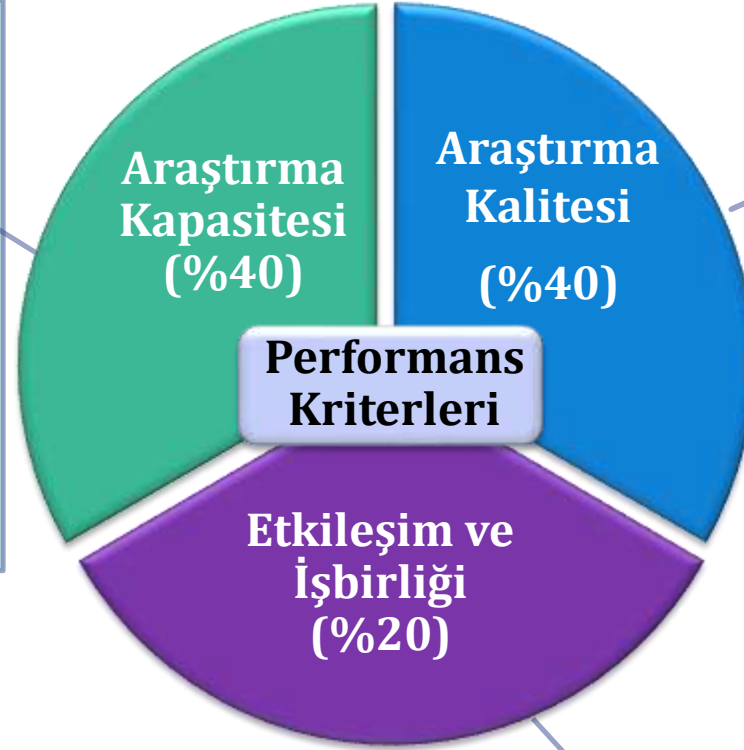 Araştırma
Kapasitesi
(%40)
Araştırma
Kalitesi
(%40)
Performans
Kriterleri
Etkileşim ve
İşbirliği
(%20)